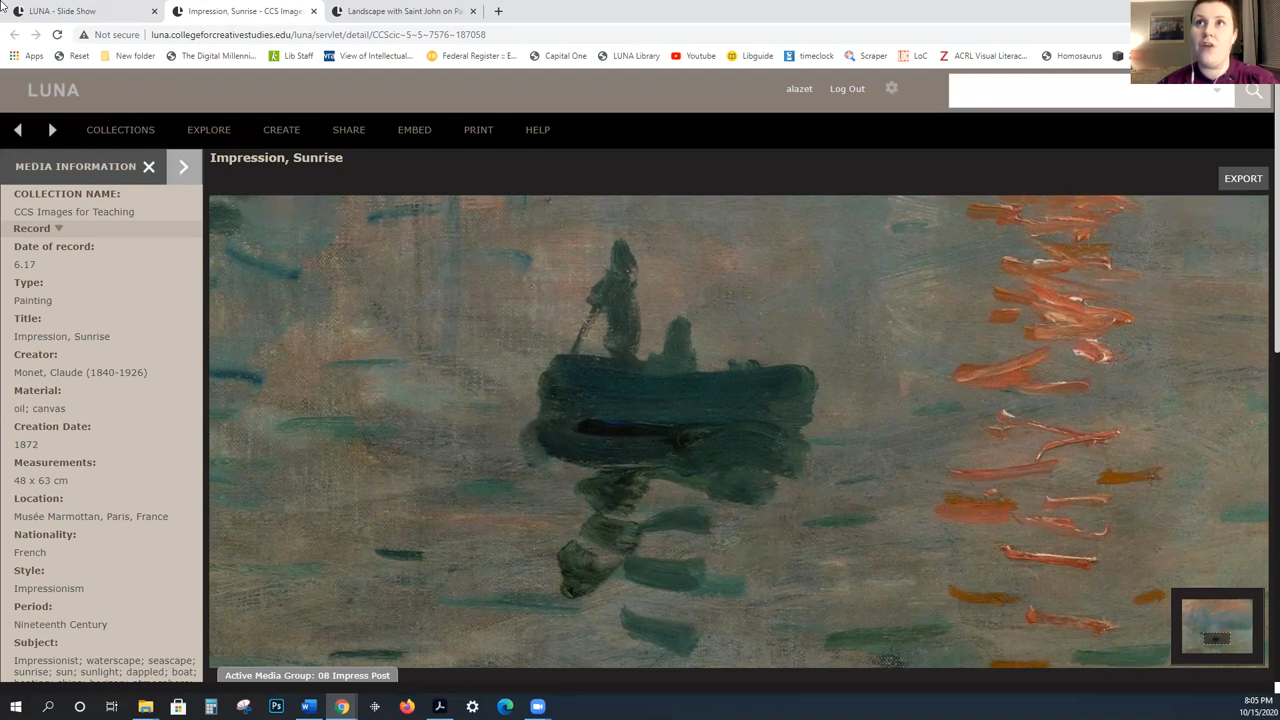 LUNA - Slide Show
Impression, Sunrise - CCS Image
Landscape with Saint John on Pa
Not secure
luna.collegeforcreativestudies.edu/luna/servlet/detail/CCScic~5~5~7576~187058
Apps
Reset
New folder
The Digital Millenni...
Lib Staff
View of Intellectual...
Federal Register :: E...
Capital One
LUNA Library
Youtube
Libguide
timeclock
Scraper
LoC
ACRL Visual Literac...
Homosaurus
LUNA
alazet
Log Out
COLLECTIONS
EXPLORE
CREATE
SHARE
EMBED
PRINT
HELP
MEDIA INFORMATION
Impression, Sunrise
EXPORT
COLLECTION NAME:
CCS Images for Teaching
Record
Date of record:
6.17
Type:
Painting
Title:
Impression, Sunrise
Creator:
Monet, Claude (1840-1926)
Material:
oil; canvas
Creation Date:
1872
Measurements:
48 x 63 cm
Location:
Musée Marmottan, Paris, France
Nationality:
French
Style:
Impressionism
Period:
Nineteenth Century
Subject:
Impressionist; waterscape; seascape;
sunrise; sun; sunlight; dappled; boat;
Active Media Group: 08 Impress Post
8:05 PM
10/15/2020